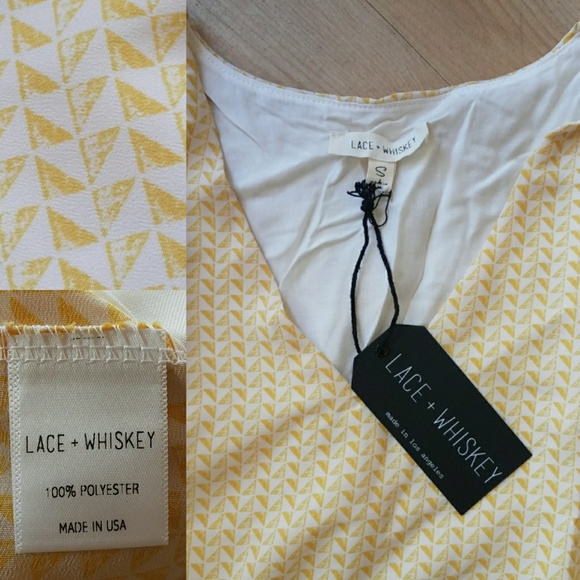 LACE + WHISKEY
S
LACE + WHISKEY
made in los angeles
LACE + WHISKEY
100% POLYESTER
MADE IN USA